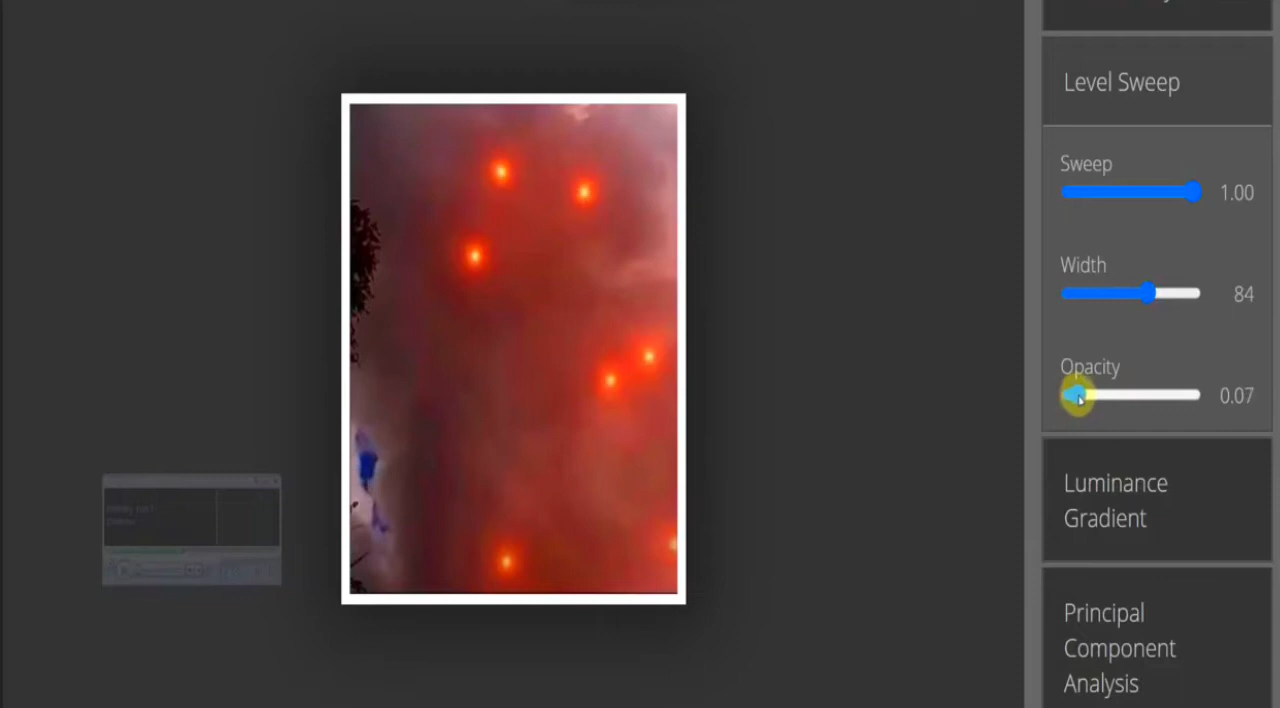 Level Sweep
Sweep
1.00
Width
84
Opacity
0.07
Luminance
Gradient
Principal
Component
Analysis